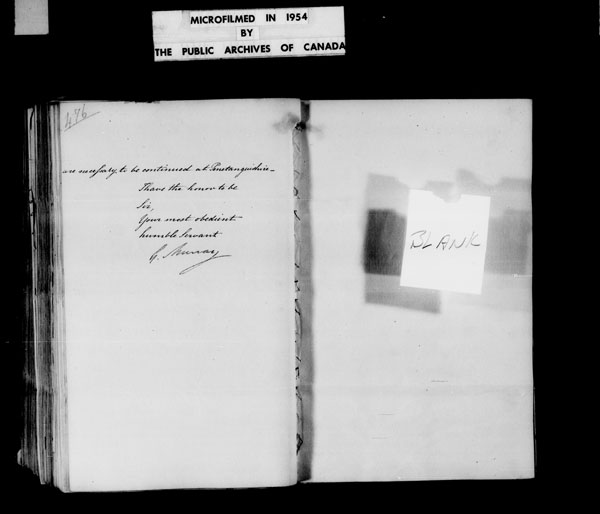 MICROFILMED IN 1954
BY
THE PUBLIC ARCHIVES OF CANADA
476
are necessary to be continued at Penetanguishine_
I have the honor to be
Sir,
Your most obedient
humble Servant
G. Murray
BLANK